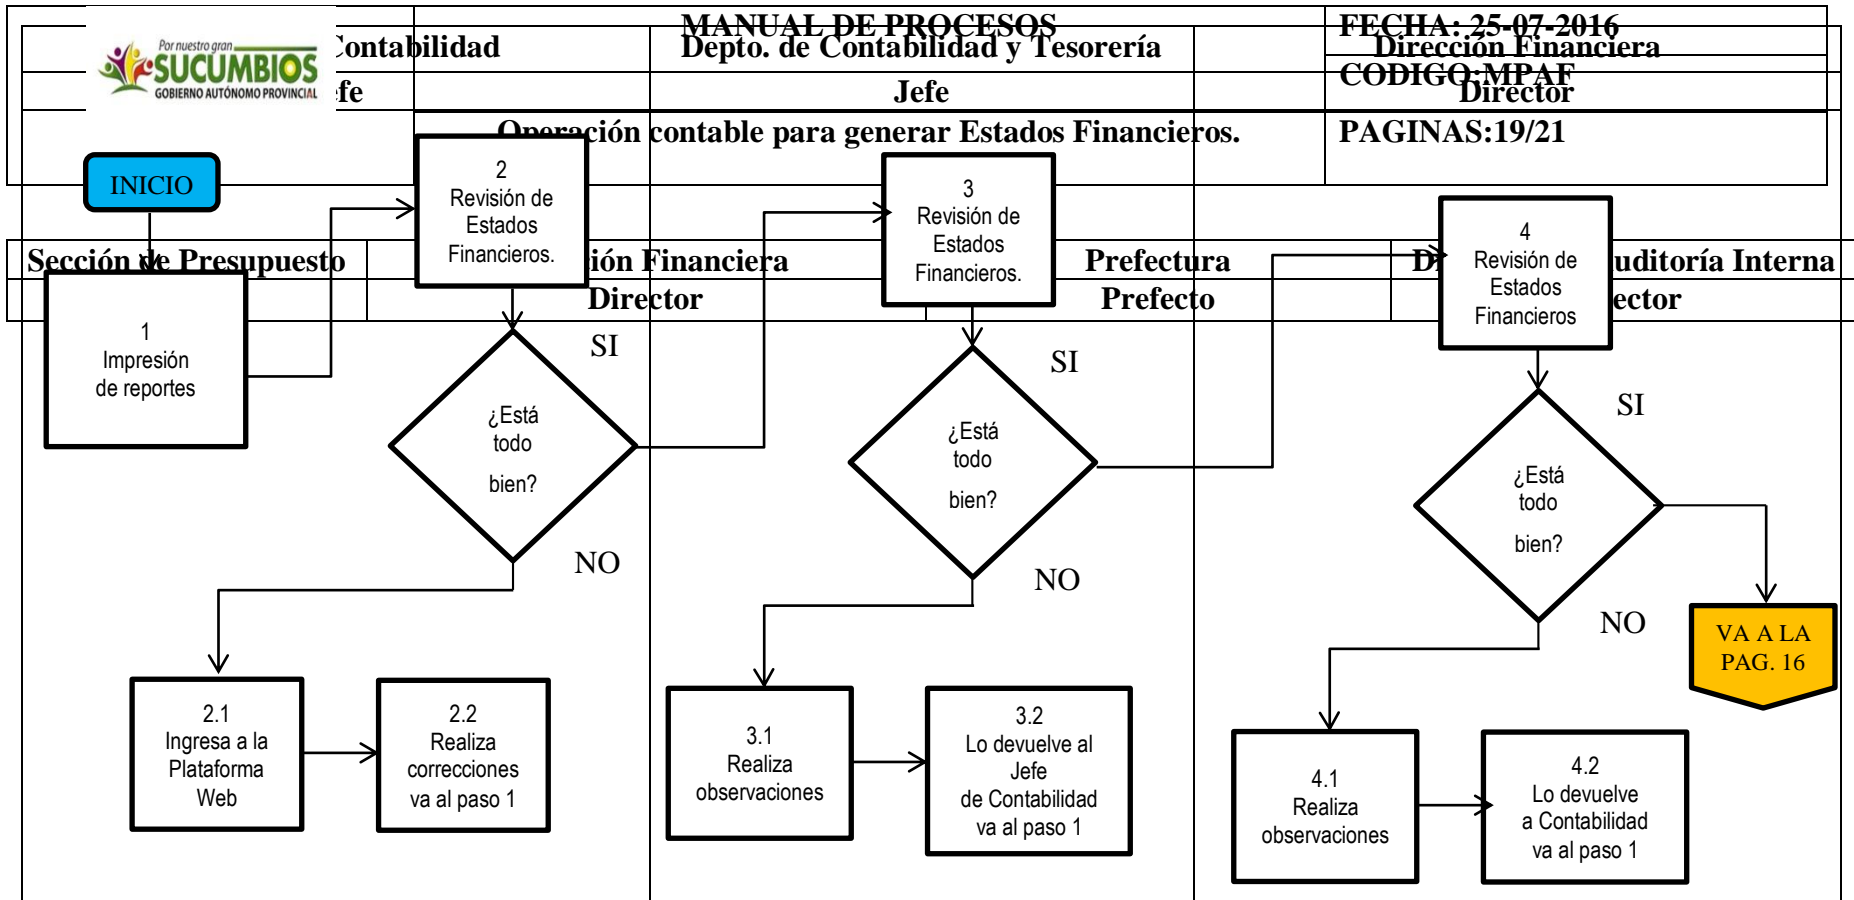 Por nuestro gran
SUCUMBIOS
GOBIERNO AUTÓNOMO PROVINCIAL
MANUAL DE PROCESOS
FECHA: 25-07-2016
Contabilidad
Depto. de Contabilidad y Tesorería
Dirección Financiera
CODIGO:MPAF
Jefe
Director
Operación contable para generar Estados Financieros.
PAGINAS:19/21
INICIO
Sección de Presupuesto
Financiera
Prefectura
Auditoría Interna
Director
Prefecto
1
Impresión
de reportes
2
Revisión de
Estados
Financieros.
SI
¿Está
todo
bien?
NO
2.1
Ingresa a la
Plataforma
Web
2.2
Realiza
correcciones
va al paso 1
3
Revisión de
Estados
Financieros.
SI
¿Está
todo
bien?
NO
3.1
Realiza
observaciones
3.2
Lo devuelve al
Jefe
de Contabilidad
va al paso 1
4
Revisión de
Estados
Financieros
SI
¿Está
todo
bien?
NO
VA A LA
PAG. 16
4.1
Realiza
observaciones
4.2
Lo devuelve
a Contabilidad
va al paso 1